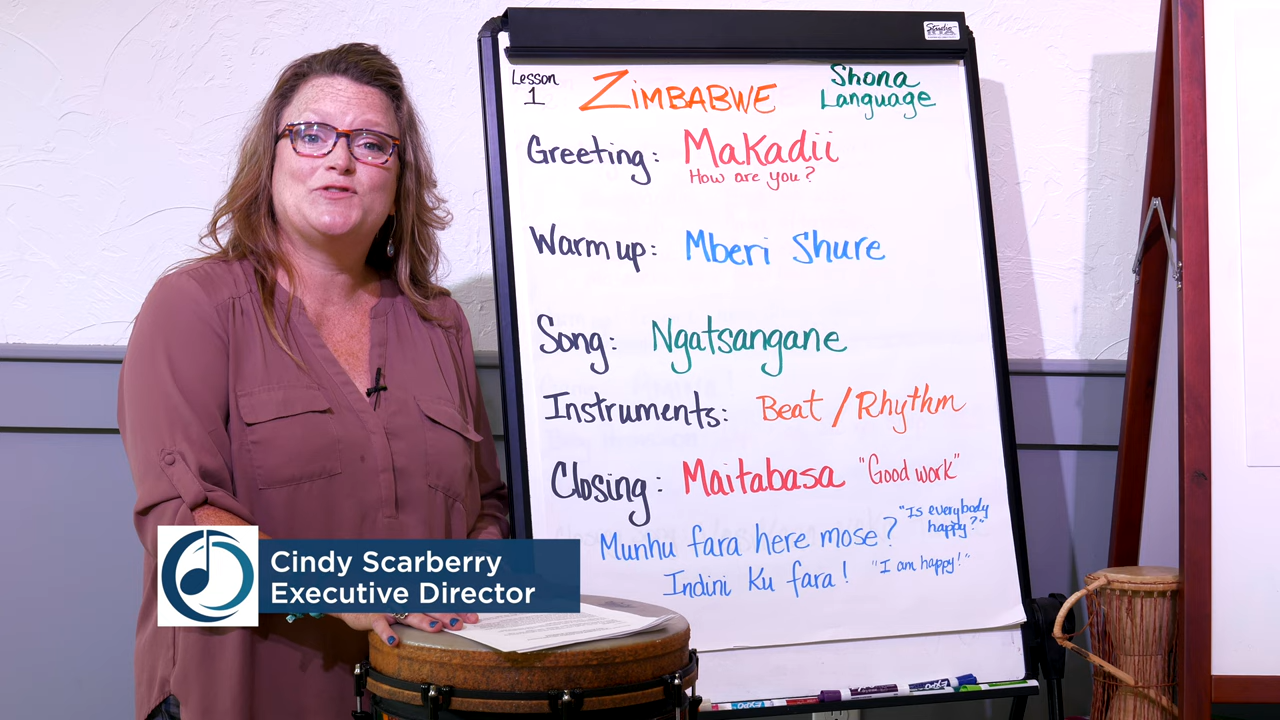 Lesson
1
ZIMBABWE
Shona
Language
Greeting: Makadii
How are you?
Warm up: Mberi Shure
Song: Ngatsangane
Instruments: Beat / Rhythm
Closing: Maitabasa "Good work"
Munhu fara here mose? "Is everybody
happy?"
Indini Ku fara! "I am happy!"
Cindy Scarberry
Executive Director
Studio
EXPO